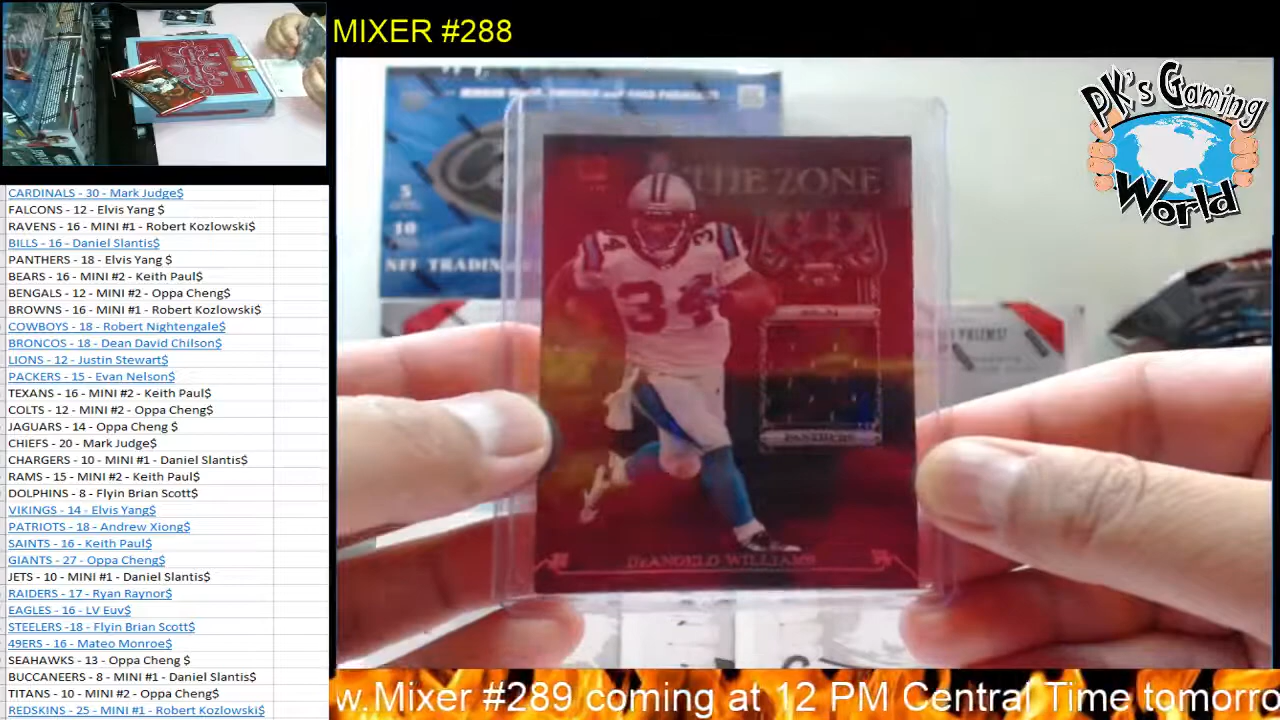 MIXER #288
PK's Gaming
World
CARDINALS - 30 - Mark Judge$
FALCONS - 12 - Elvis Yang $
RAVENS - 16 - MINI #1 - Robert Kozlowski$
BILLS - 16 - Daniel Slantis$
PANTHERS - 18 - Elvis Yang $
BEARS - 16 - MINI #2 - Keith Paul$
BENGALS - 12 - MINI #2 - Oppa Cheng$
BROWNS - 16 - MINI #1 - Robert Kozlowski$
COWBOYS - 18 - Robert Nightengale$
BRONCOS - 18 - Dean David Chilson$
LIONS - 12 - Justin Stewart$
PACKERS - 15 - Evan Nelson$
TEXANS - 16 - MINI #2 - Keith Paul$
COLTS - 12 - MINI #2 - Oppa Cheng$
JAGUARS - 14 - Oppa Cheng $
CHIEFS - 20 - Mark Judge$
CHARGERS - 10 - MINI #1 - Daniel Slantis$
RAMS - 15 - MINI #2 - Keith Paul$
DOLPHINS - 8 - Flyin Brian Scott$
VIKINGS - 14 - Elvis Yang$
PATRIOTS - 18 - Andrew Xiong$
SAINTS - 16 - Keith Paul$
GIANTS - 27 - Oppa Cheng$
JETS - 10 - MINI #1 - Daniel Slantis$
RAIDERS - 17 - Ryan Raynor$
EAGLES - 16 - LV Euv$
STEELERS -18 - Flyin Brian Scott$
49ERS - 16 - Mateo Monroe$
SEAHAWKS - 13 - Oppa Cheng $
BUCCANEERS - 8 - MINI #1 - Daniel Slantis$
TITANS - 10 - MINI #2 - Oppa Cheng$
REDSKINS - 25 - MINI #1 - Robert Kozlowski$
5
10
NFL TRADING
THE ZONE
34
34
PANTHERS
DeANGELO WILLIAMS
w.Mixer #289 coming at 12 PM Central Time tomorro